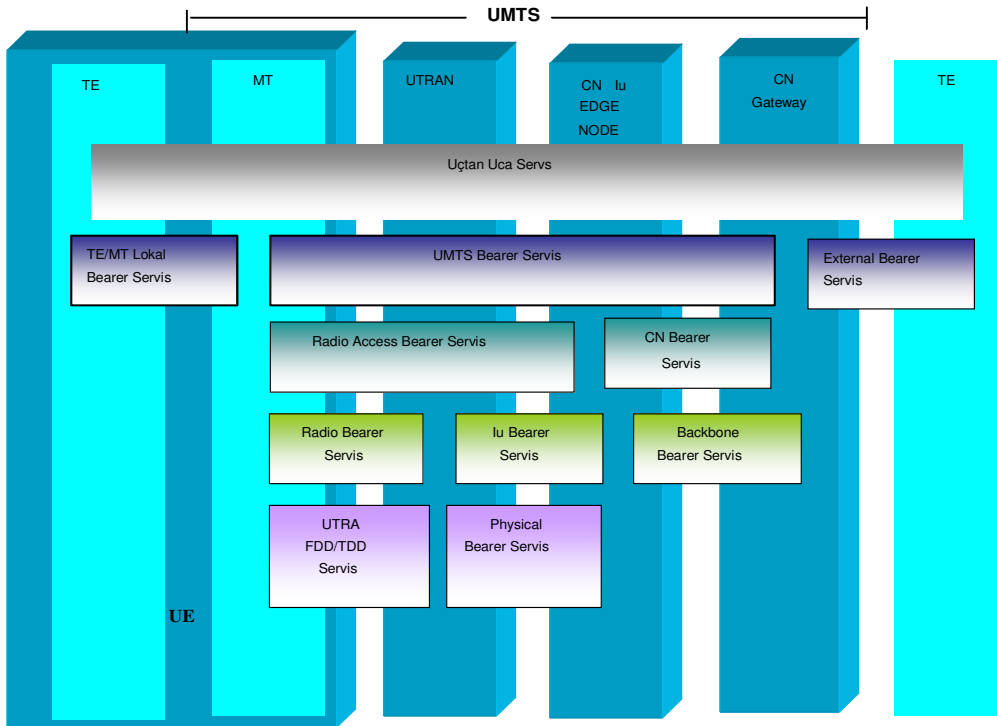 UMTS
TE
MT
UTRAN
CN Iu
EDGE
NODE
CN
Gateway
TE
Uçtan Uca Servs
TE/MT Lokal
Bearer Servis
UMTS Bearer Servis
External Bearer
Servis
Radio Access Bearer Servis
CN Bearer
Servis
Radio Bearer
Servis
Iu Bearer
Servis
Backbone
Bearer Servis
UTRA
FDD/TDD
Servis
Physical
Bearer Servis
UE